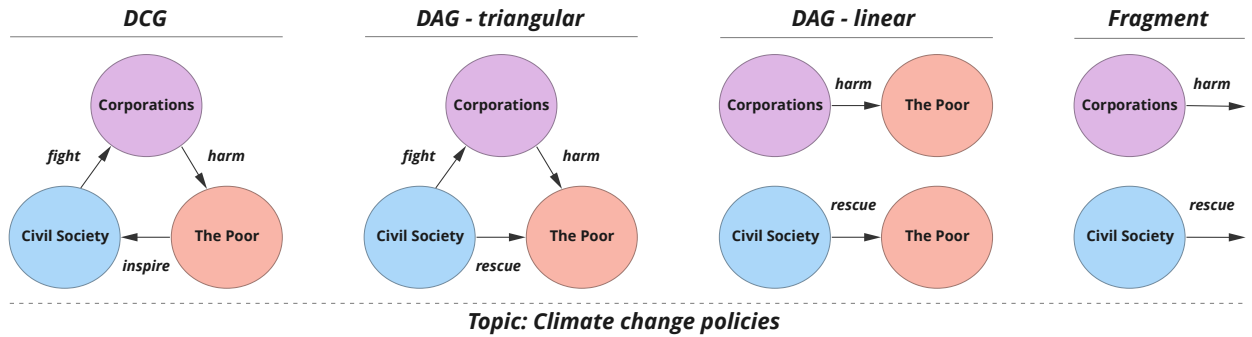 DCG
DAG - triangular
DAG - linear
Fragment
Corporations
fight
harm
Civil Society
The Poor
inspire
Corporations
fight
harm
Civil Society
The Poor
rescue
Corporations
harm
The Poor
Civil Society
rescue
The Poor
Corporations
harm
Civil Society
rescue
Topic: Climate change policies